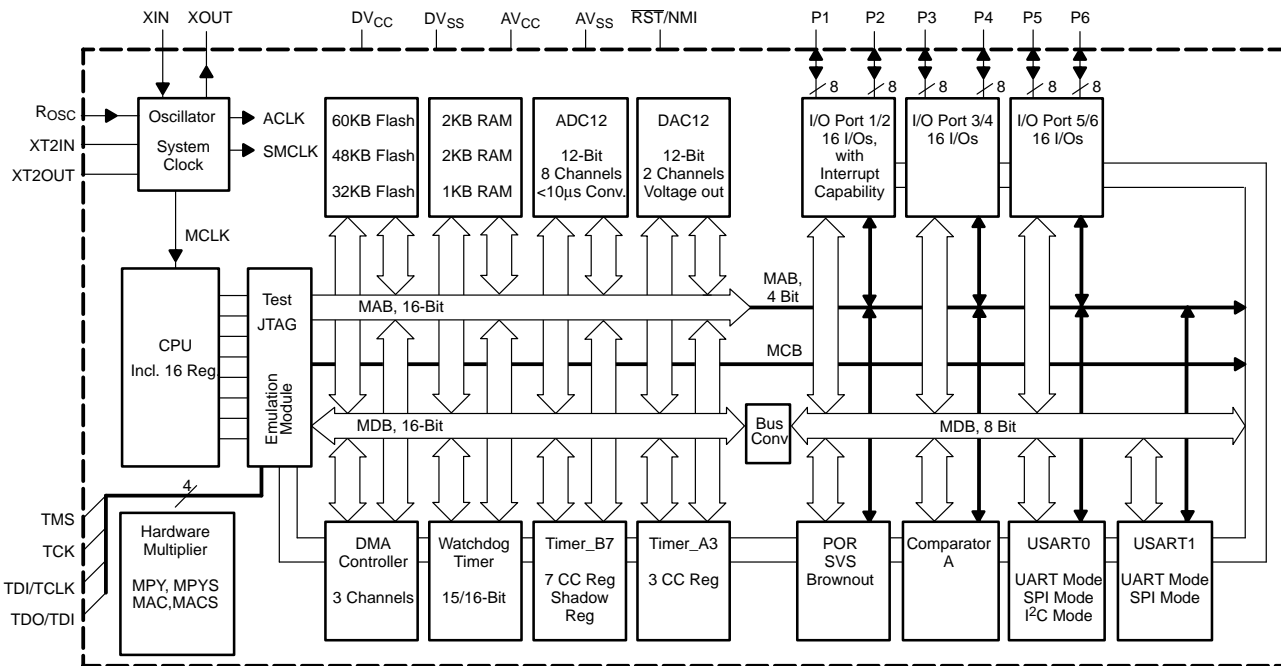 XIN
XOUT
DVCC
DVSS
AVCC
AVSS
RST/NMI
P1
P2
P3
P4
P5
P6
8
8
8
8
8
8
ROSC
XT2IN
XT2OUT
Oscillator
System
Clock
ACLK
SMCLK
MCLK
60KB Flash
48KB Flash
32KB Flash
2KB RAM
2KB RAM
1KB RAM
ADC12
12-Bit
8 Channels
<10µs Conv.
DAC12
12-Bit
2 Channels
Voltage out
I/O Port 1/2
16 I/Os,
with
Interrupt
Capability
I/O Port 3/4
16 I/Os
I/O Port 5/6
16 I/Os
CPU
Incl. 16 Reg.
Test
JTAG
Emulation
Module
MAB, 16-Bit
MAB,
4 Bit
MCB
MDB, 16-Bit
Bus
Conv
MDB, 8 Bit
4
TMS
TCK
TDI/TCLK
TDO/TDI
Hardware
Multiplier
MPY, MPYS
MAC,MACS
DMA
Controller
3 Channels
Watchdog
Timer
15/16-Bit
Timer_B7
7 CC Reg
Shadow
Reg
Timer_A3
3 CC Reg
POR
SVS
Brownout
Comparator
A
USART0
UART Mode
SPI Mode
I²C Mode
USART1
UART Mode
SPI Mode